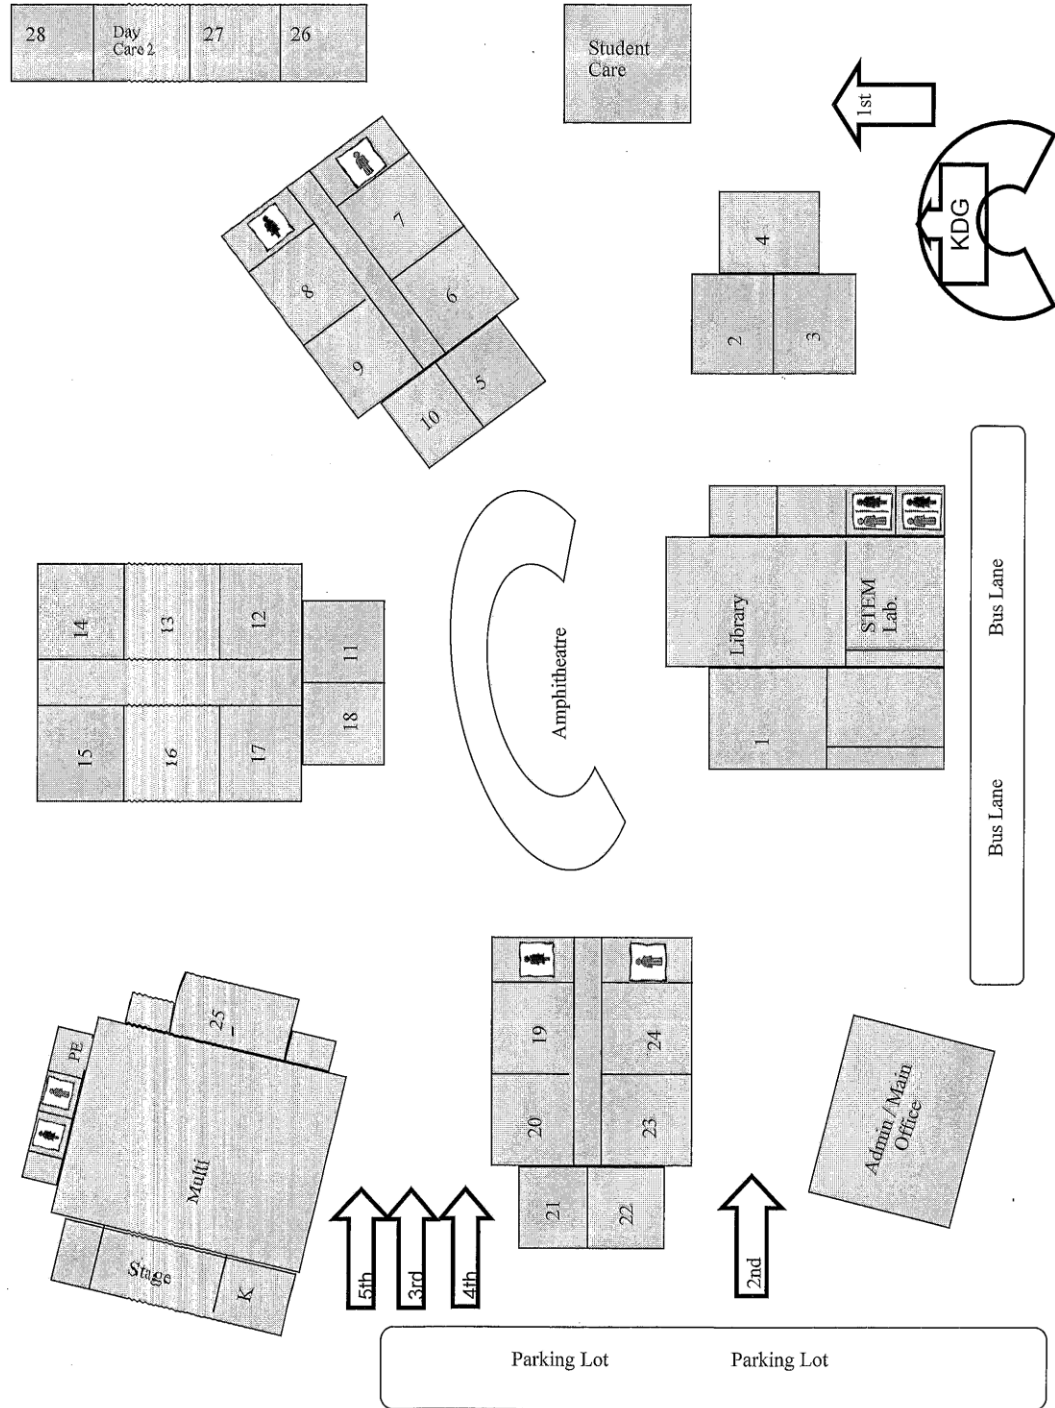 28
Day
Care 2
27
26
Student
Care
1st
KDG
7
8
6
9
5
10
4
2
3
14
13
12
11
15
16
17
18
Amphitheatre
Library
STEM
Lab.
1
Bus Lane
Bus Lane
PE
25
Multi
Stage
K
19
24
20
23
21
22
Admin / Main
Office
5th
3rd
4th
2nd
Parking Lot
Parking Lot